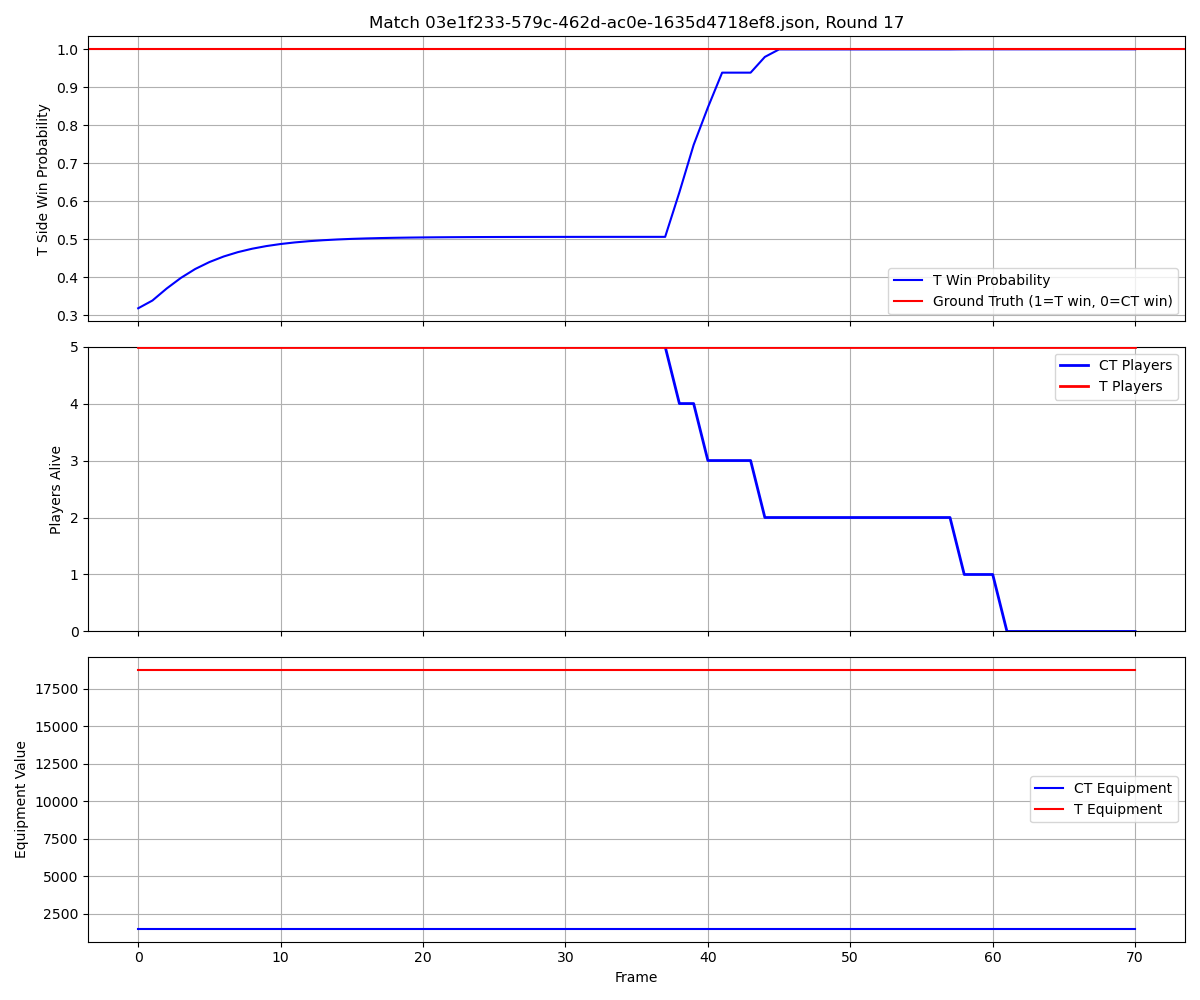 Match 03e1f233-579c-462d-ac0e-1635d4718ef8.json, Round 17
T Side Win Probability
1.0
0.9
0.8
0.7
0.6
0.5
0.4
0.3
T Win Probability
Ground Truth (1=T win, 0=CT win)
Players Alive
5
4
3
2
1
0
CT Players
T Players
Equipment Value
17500
15000
12500
10000
7500
5000
2500
CT Equipment
T Equipment
0 10 20 30 40 50 60 70
Frame